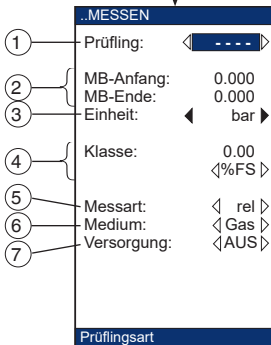 ..MESSEN
1 Prüfling: - - - -
2 MB-Anfang: 0.000
MB-Ende: 0.000
3 Einheit: bar
4 Klasse: 0.00
%FS
5 Messart: rel
6 Medium: Gas
7 Versorgung: AUS
Prüflingsart